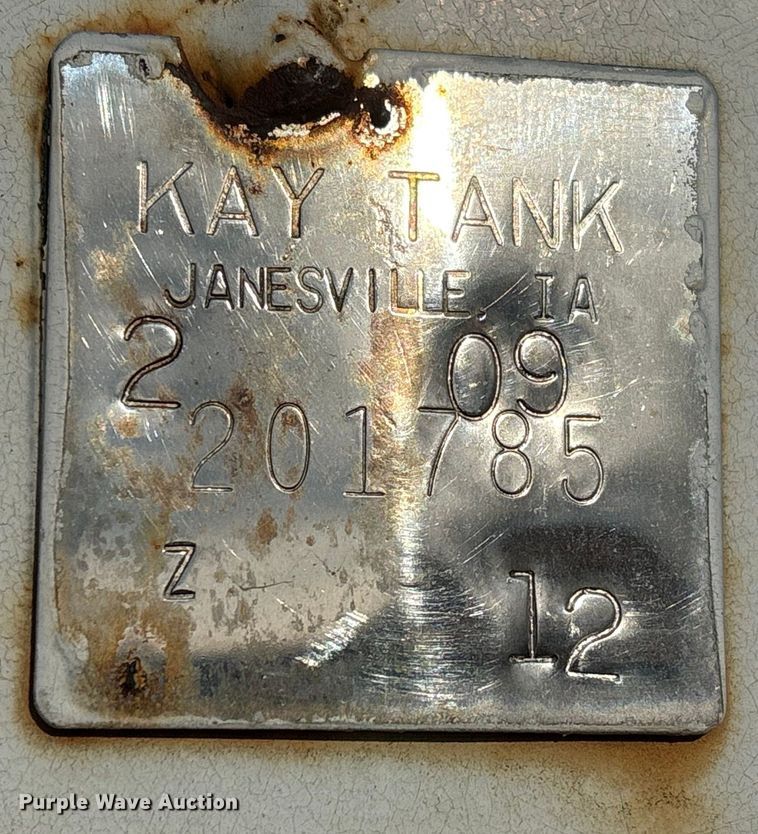 KAY TANK
JANESVILLE, IA
2 09
201785
Z 12
Purple Wave Auction